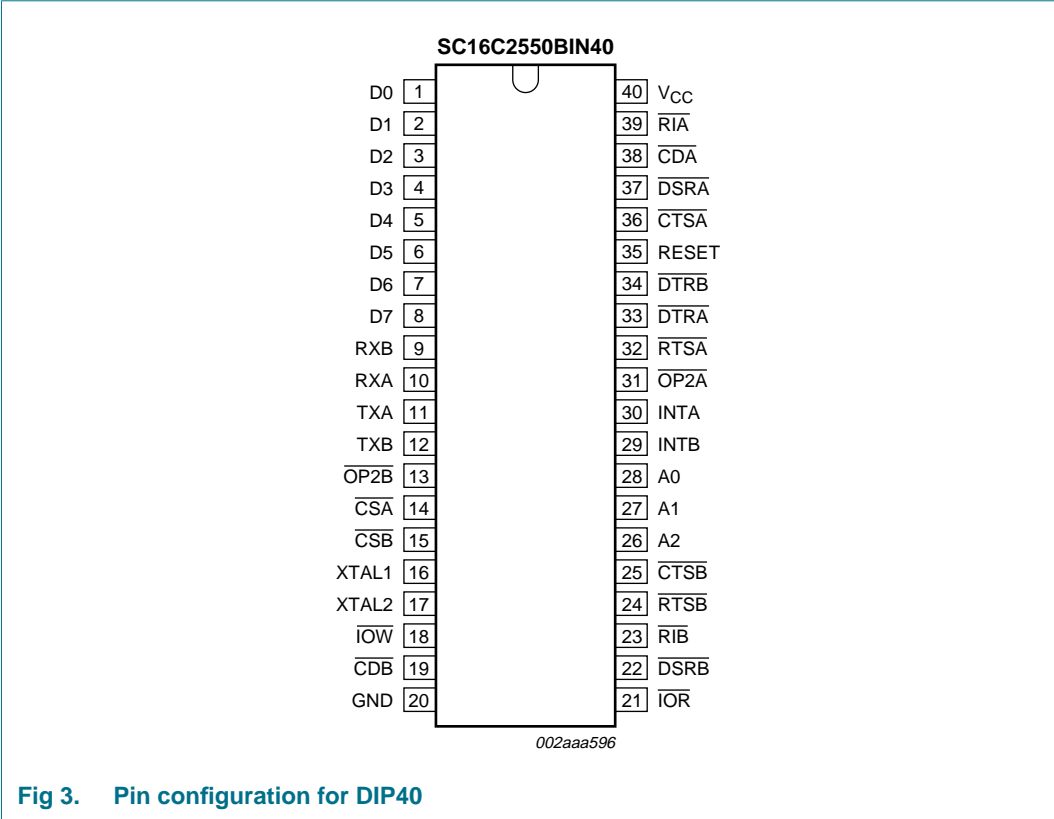 SC16C2550BIN40
D0 1 40 VCC
D1 2 39 RIA
D2 3 38 CDA
D3 4 37 DSRA
D4 5 36 CTSA
D5 6 35 RESET
D6 7 34 DTRB
D7 8 33 DTRA
RXB 9 32 RTSA
RXA 10 31 OP2A
TXA 11 30 INTA
TXB 12 29 INTB
OP2B 13 28 A0
CSA 14 27 A1
CSB 15 26 A2
XTAL1 16 25 CTSB
XTAL2 17 24 RTSB
IOW 18 23 RIB
CDB 19 22 DSRB
GND 20 21 IOR
002aaa596
Fig 3. Pin configuration for DIP40